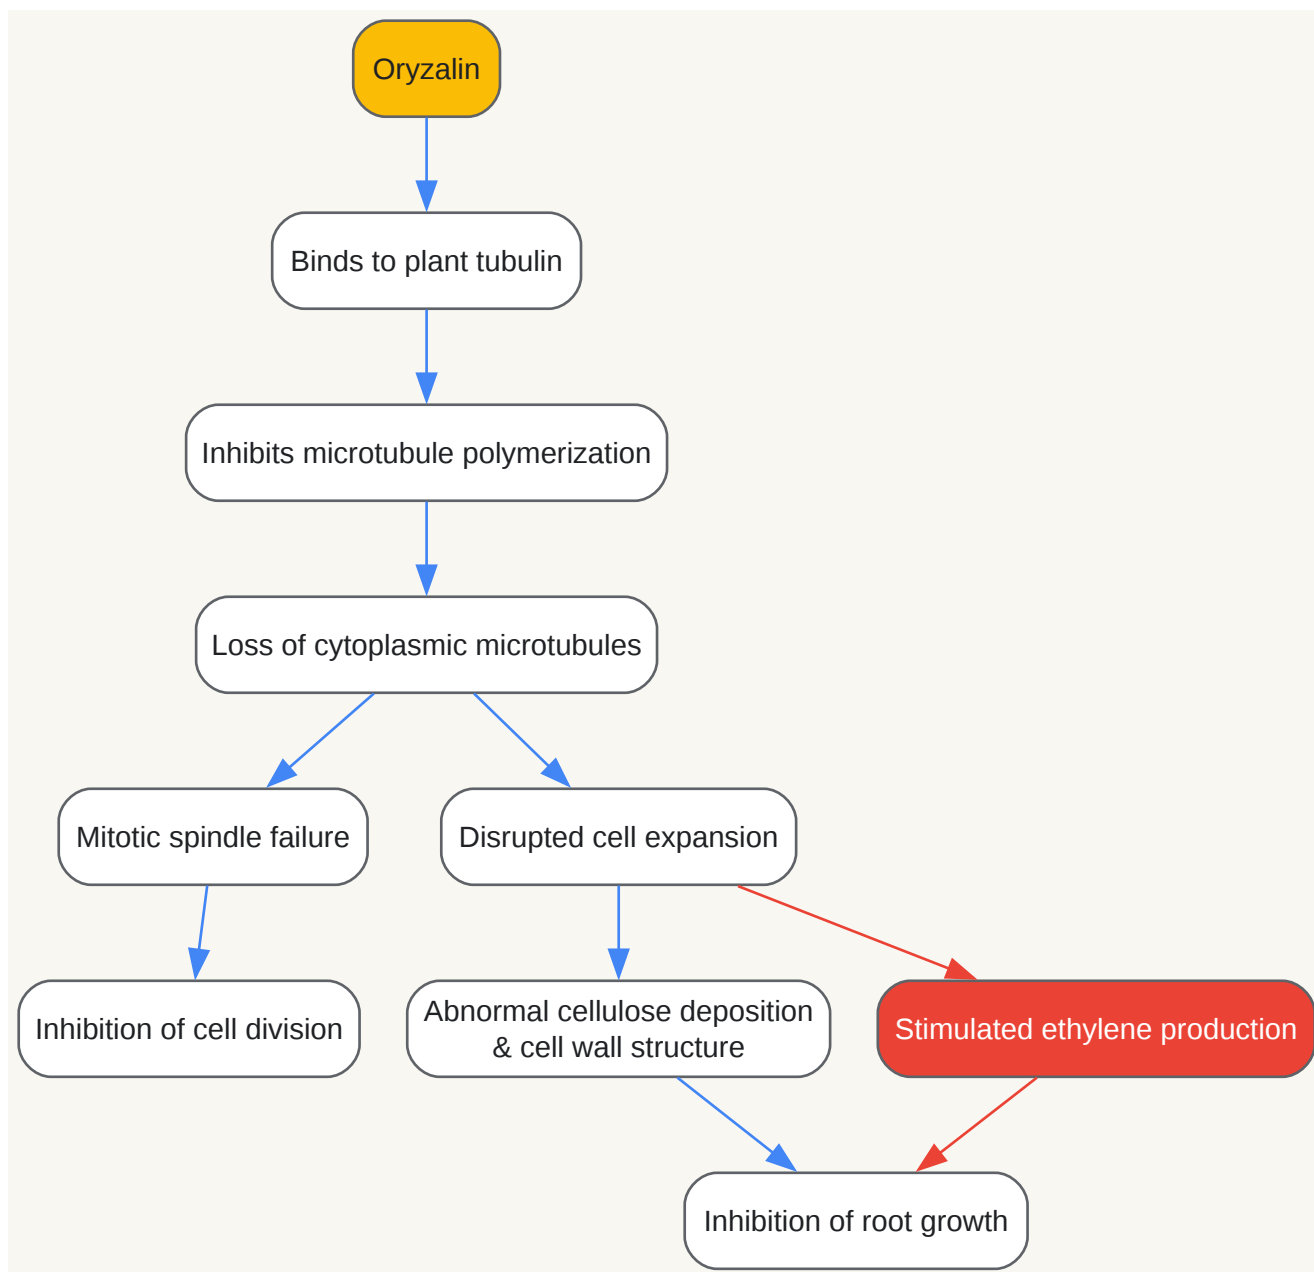 Oryzalin
Binds to plant tubulin
Inhibits microtubule polymerization
Loss of cytoplasmic microtubules
Mitotic spindle failure
Disrupted cell expansion
Inhibition of cell division
Abnormal cellulose deposition
& cell wall structure
Stimulated ethylene production
Inhibition of root growth